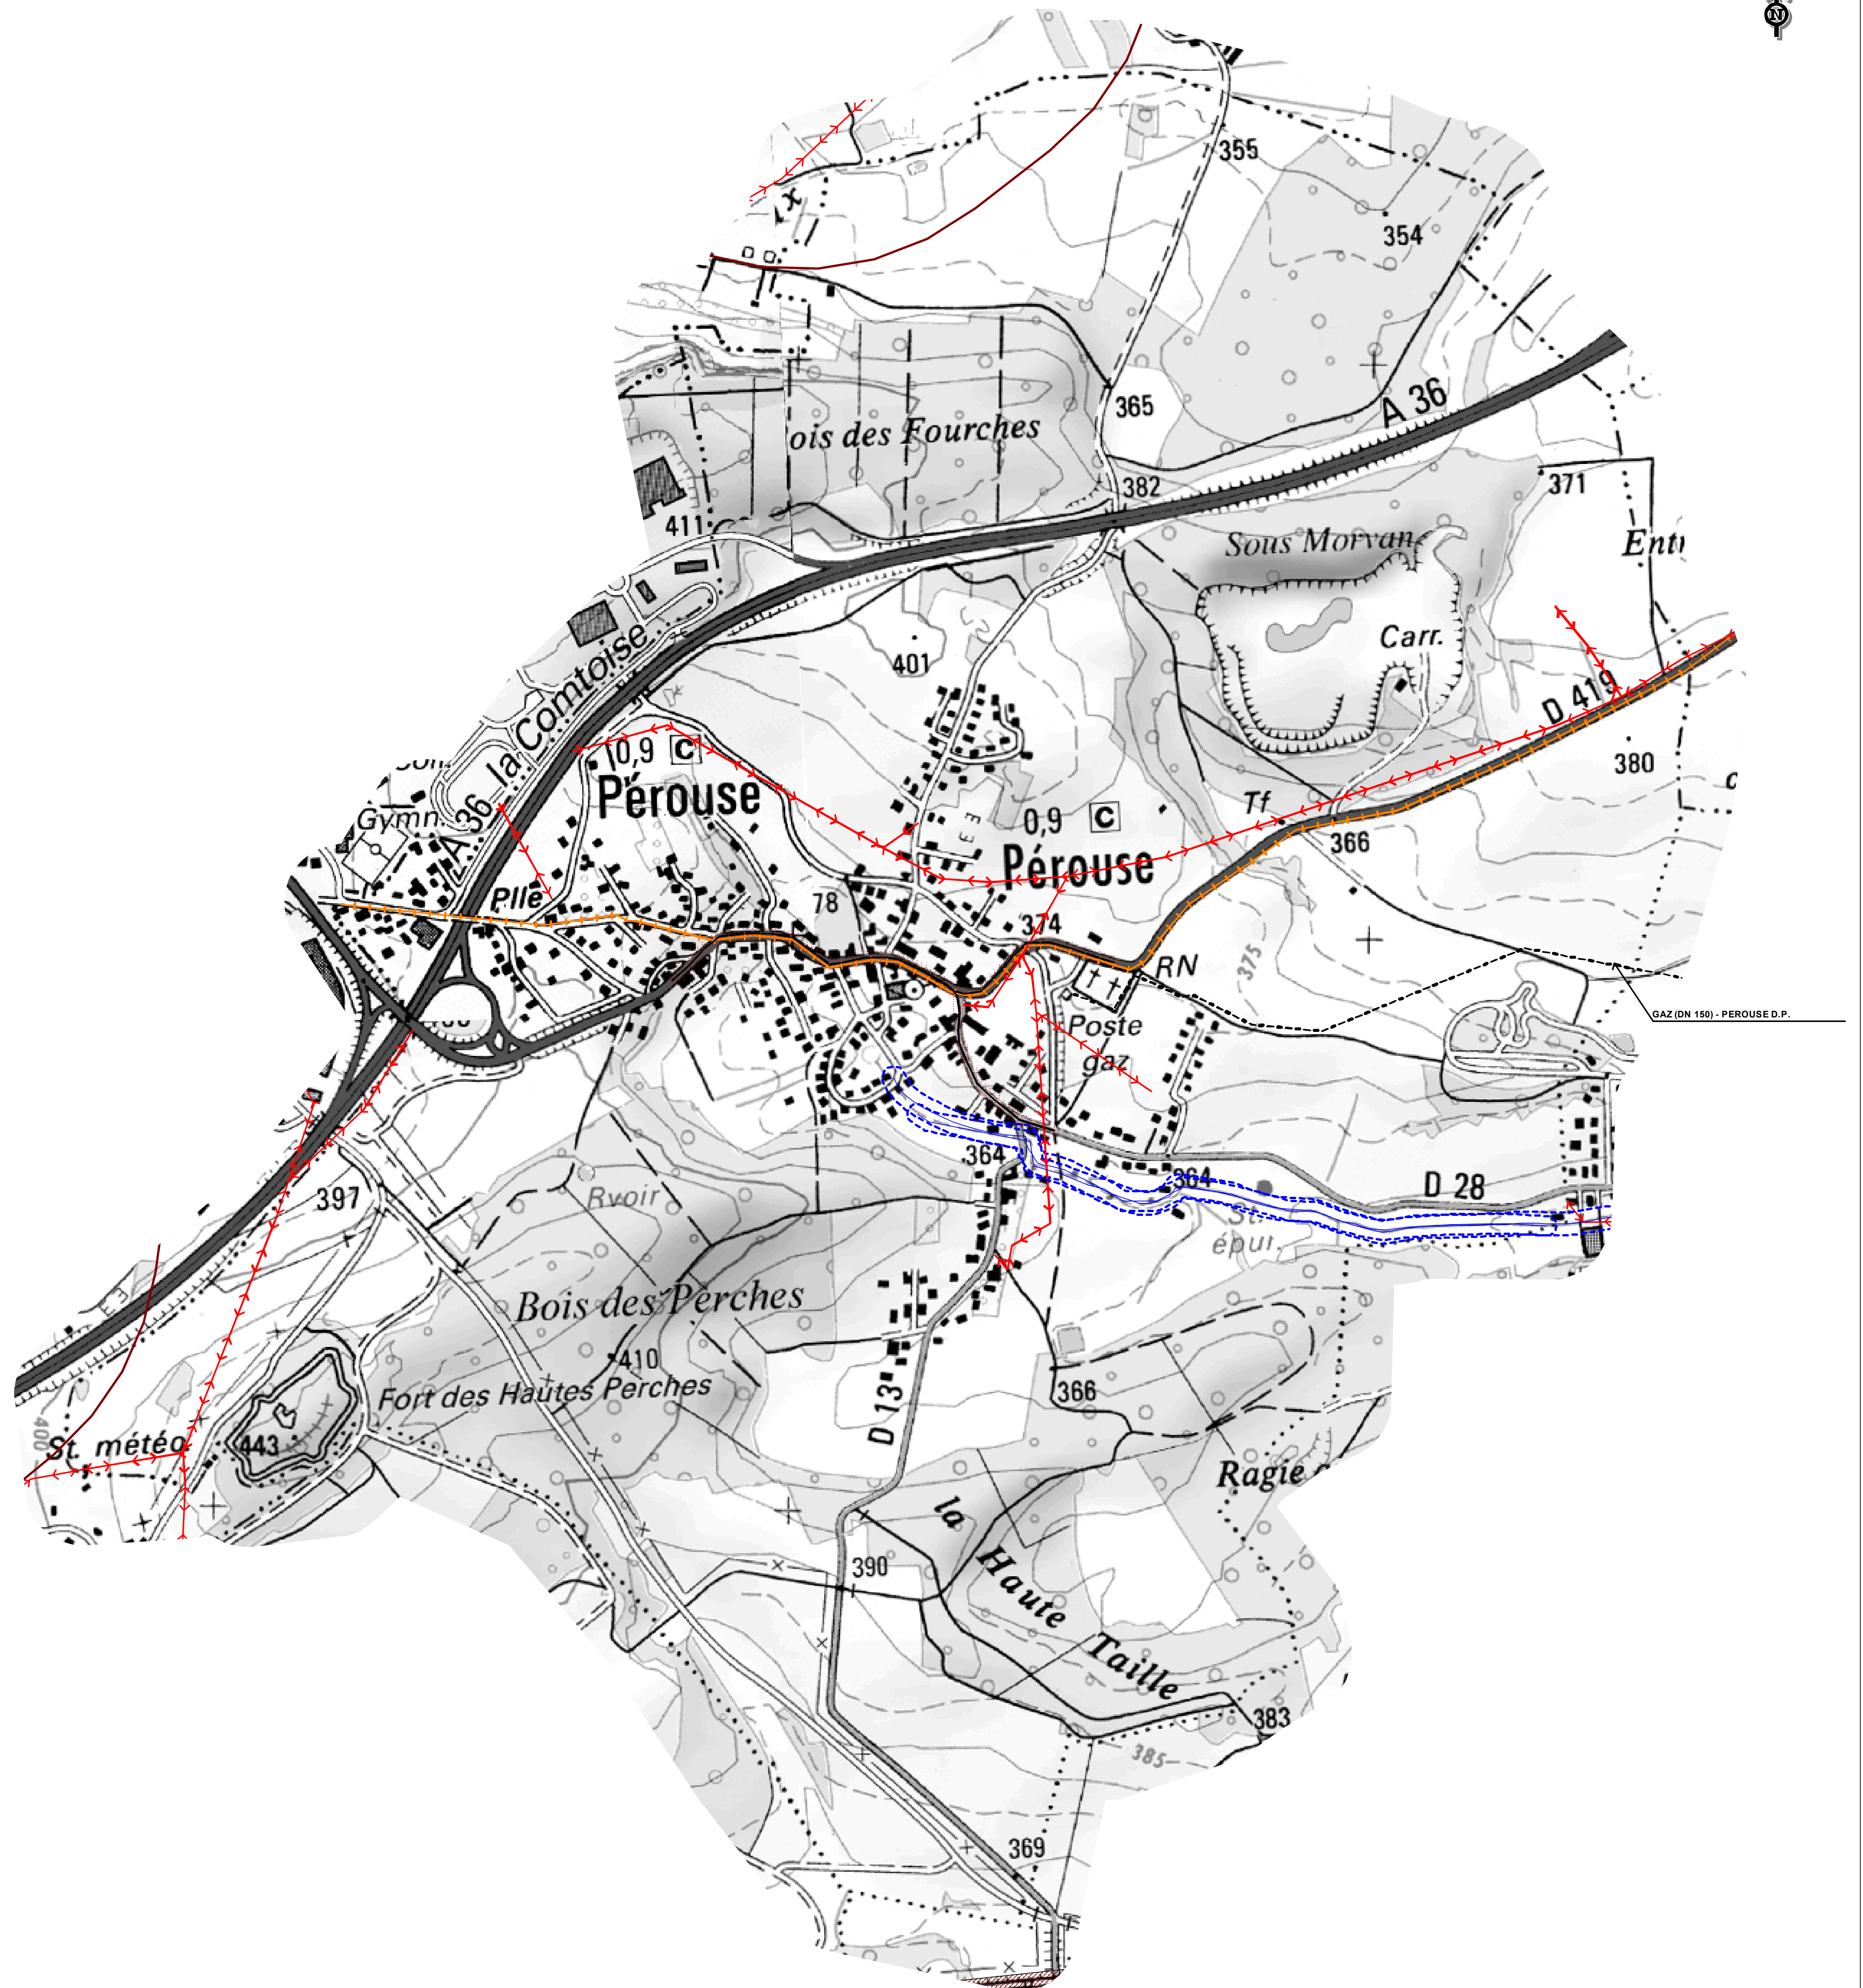 N
355
354
365
A 36
ois des Fourches
382
371
411
Sous Morvan
Entr
Carr.
401
la Comtoise
D 419
0,9 C
380
Pérouse
A 36
Gymn.
Tf
0,9 C
366
Pérouse
Plle
78
374
RN
375
GAZ (DN 150) - PEROUSE D.P.
Poste
gaz
364
364
D 28
397
Rvoir
St.
épur.
Bois des Perches
410
Fort des Hautes Perches
366
D 13
400
St. météo
443
Ragie
la
Haute
Taille
390
383
385
369